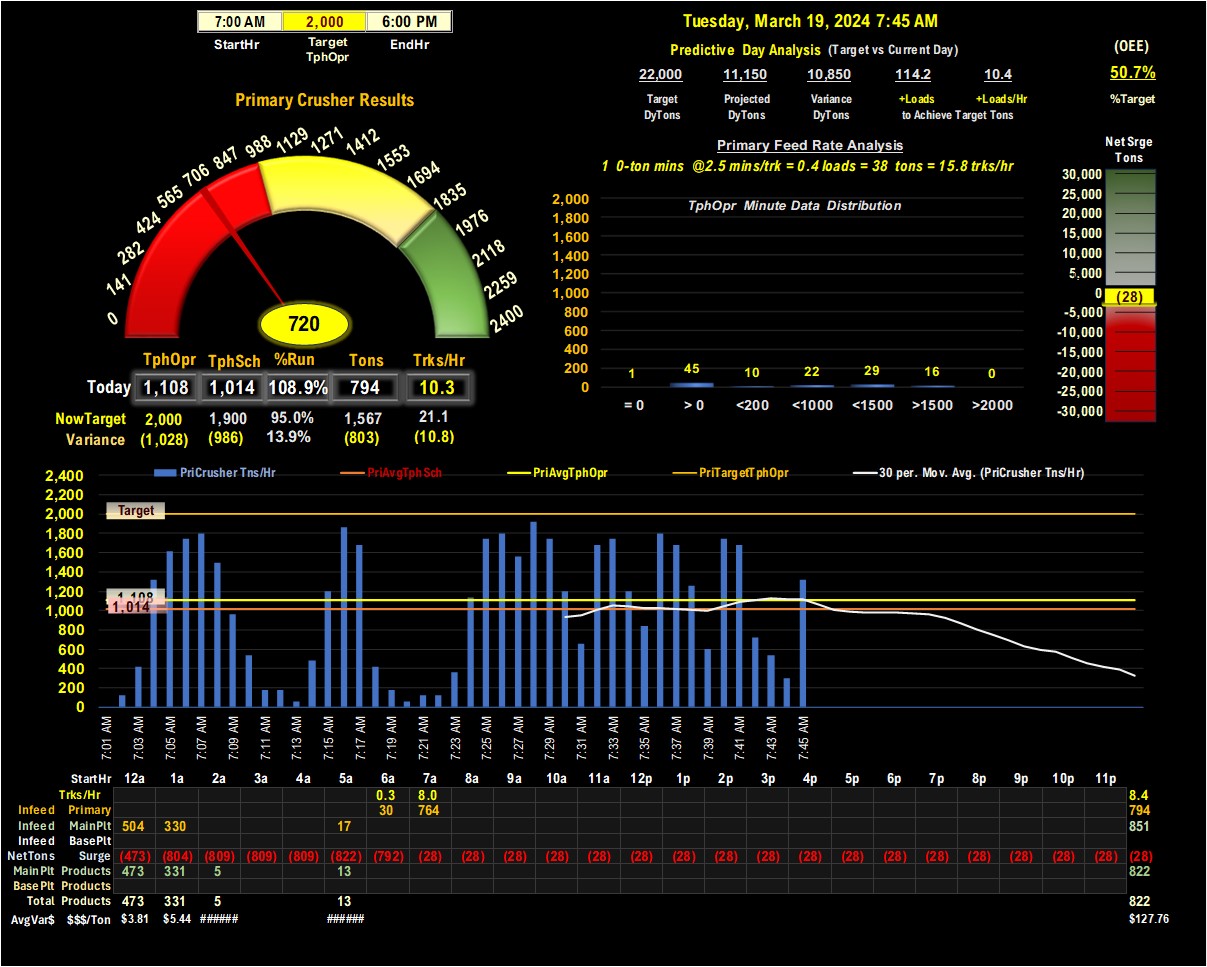 7:00 AM 2,000 6:00 PM
StartHr Target TphOpr EndHr
Tuesday, March 19, 2024 7:45 AM
Predictive Day Analysis (Target vs Current Day)
22,000 11,150 10,850 114.2 10.4
Target DyTons Projected DyTons Variance DyTons +Loads +Loads/Hr
to Achieve Target Tons
(OEE)
50.7%
%Target
Primary Crusher Results
0 141 282 424 565 706 847 988 1129 1271 1412 1553 1694 1835 1976 2118 2259 2400
720
TphOpr TphSch %Run Tons Trks/Hr
Today 1,108 1,014 108.9% 794 10.3
NowTarget 2,000 1,900 95.0% 1,567 21.1
Variance (1,028) (986) 13.9% (803) (10.8)
Primary Feed Rate Analysis
1 0-ton mins @2.5 mins/trk = 0.4 loads = 38 tons = 15.8 trks/hr
TphOpr Minute Data Distribution
2,000
1,800
1,600
1,400
1,200
1,000
800
600
400
200
0
1 45 10 22 29 16 0
= 0 > 0 <200 <1000 <1500 >1500 >2000
Net Srge
Tons
30,000
25,000
20,000
15,000
10,000
5,000
0
(28)
-5,000
-10,000
-15,000
-20,000
-25,000
-30,000
PriCrusher Tns/Hr PriAvgTphSch PriAvgTphOpr PriTargetTphOpr 30 per. Mov. Avg. (PriCrusher Tns/Hr)
2,400
2,200
2,000
1,800
1,600
1,400
1,200
1,000
800
600
400
200
0
Target
1,108
1,014
7:01 AM 7:03 AM 7:05 AM 7:07 AM 7:09 AM 7:11 AM 7:13 AM 7:15 AM 7:17 AM 7:19 AM 7:21 AM 7:23 AM 7:25 AM 7:27 AM 7:29 AM 7:31 AM 7:33 AM 7:35 AM 7:37 AM 7:39 AM 7:41 AM 7:43 AM 7:45 AM
StartHr 12a 1a 2a 3a 4a 5a 6a 7a 8a 9a 10a 11a 12p 1p 2p 3p 4p 5p 6p 7p 8p 9p 10p 11p
Trks/Hr 0.3 8.0 8.4
Infeed Primary 30 764 794
Infeed MainPlt 504 330 17 851
Infeed BasePlt
NetTons Surge (473) (804) (809) (809) (809) (822) (792) (28) (28) (28) (28) (28) (28) (28) (28) (28) (28) (28) (28) (28) (28) (28) (28) (28) (28)
MainPlt Products 473 331 5 13 822
BasePlt Products
Total Products 473 331 5 13 822
AvgVar$ $$$/Ton $3.81 $5.44 ###### ###### $127.76